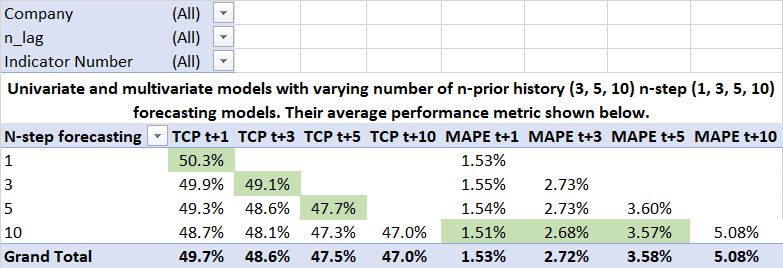 Company (All)
n_lag (All)
Indicator Number (All)
Univariate and multivariate models with varying number of n-prior history (3, 5, 10) n-step (1, 3, 5, 10)
forecasting models. Their average performance metric shown below.
N-step forecasting TCP t+1 TCP t+3 TCP t+5 TCP t+10 MAPE t+1 MAPE t+3 MAPE t+5 MAPE t+10
1 50.3% 1.53%
3 49.9% 49.1% 1.55% 2.73%
5 49.3% 48.6% 47.7% 1.54% 2.73% 3.60%
10 48.7% 48.1% 47.3% 47.0% 1.51% 2.68% 3.57% 5.08%
Grand Total 49.7% 48.6% 47.5% 47.0% 1.53% 2.72% 3.58% 5.08%